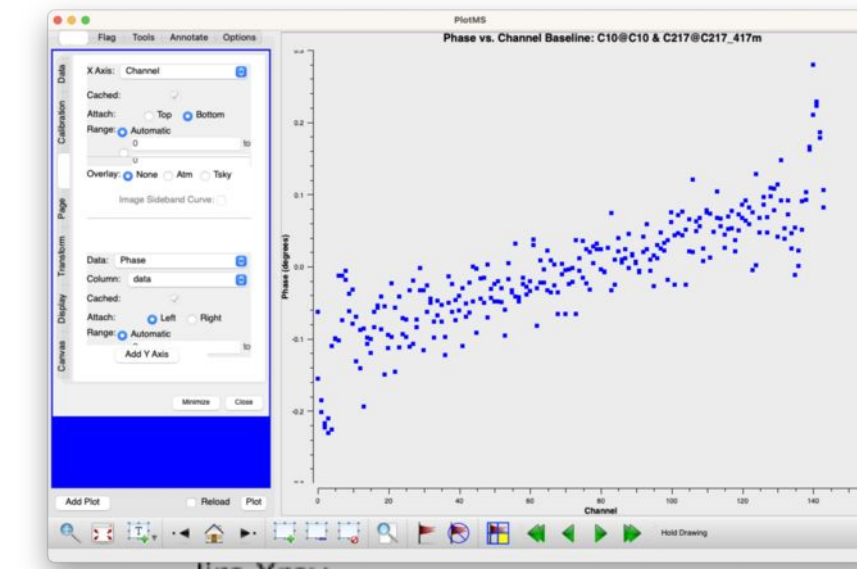 PlotMS
Flag Tools Annotate Options
Phase vs. Channel Baseline: C10@C10 & C217@C217_417m
Data
Calibration
Page
Transform
Display
Canvas
X Axis: Channel
Cached:
Attach: Top Bottom
Range: Automatic
0 to
0
Overlay: None Atm Tsky
Image Sideband Curve:
Data: Phase
Column: data
Cached:
Attach: Left Right
Range: Automatic
to
Add Y Axis
Minimize Close
Add Plot Reload Plot
Phase (degrees)
0.2
0.1
0.0
-0.1
-0.2
0 20 40 60 80 100 120 140
Channel
T
Hold Drawing